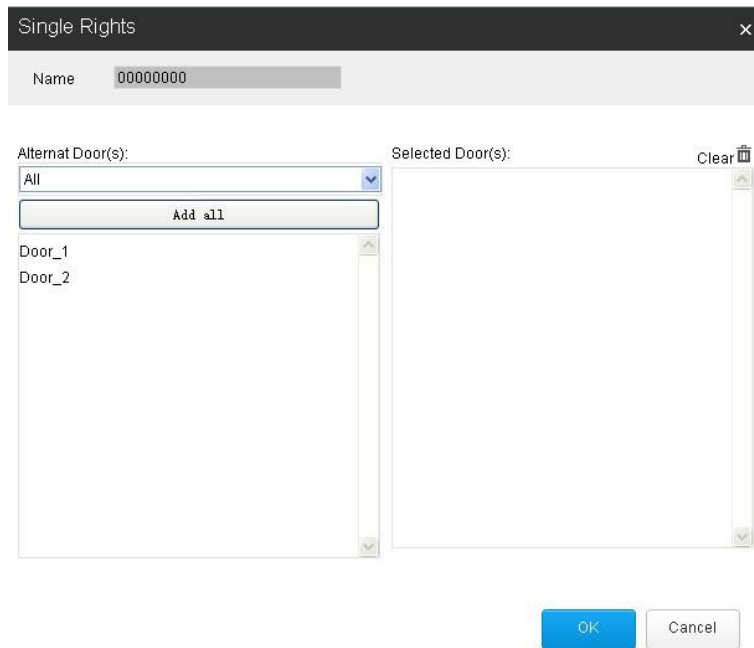 Single Rights
Name 00000000
Alternat Door(s):
All
Add all
Door_1
Door_2
Selected Door(s):
Clear
OK
Cancel